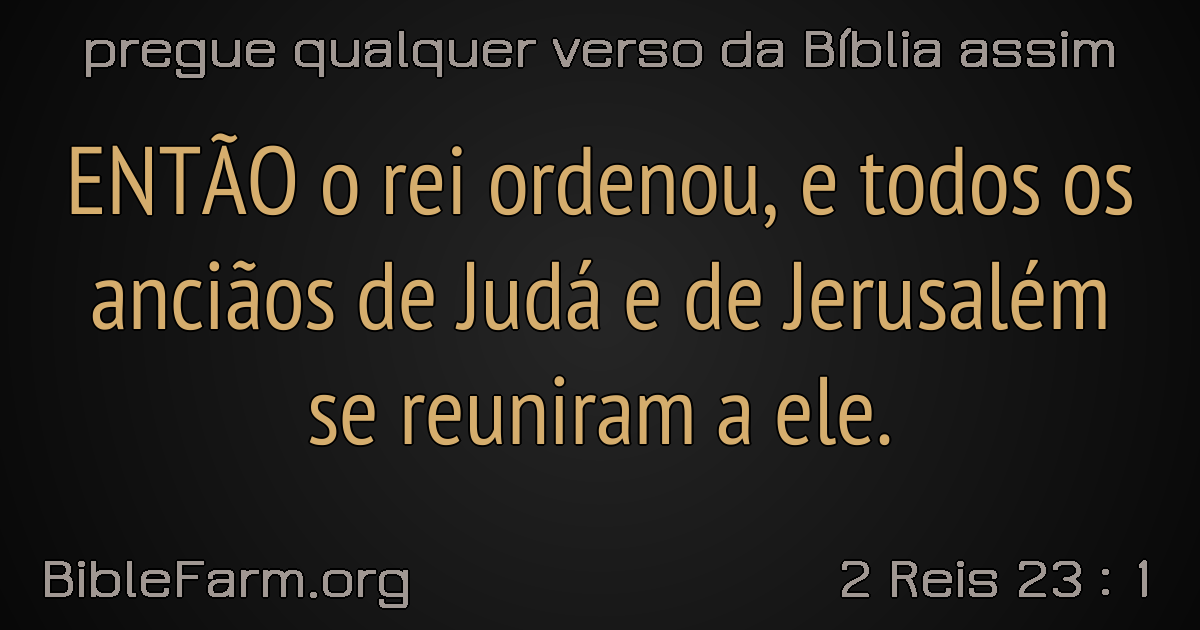 pregue qualquer verso da Bíblia assim
ENTÃO o rei ordenou, e todos os
anciãos de Judá e de Jerusalém
se reuniram a ele.
BibleFarm.org
2 Reis 23 : 1